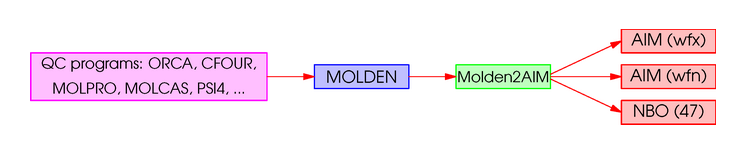 QC programs: ORCA, CFOUR,
MOLPRO, MOLCAS, PSI4, ...
MOLDEN
Molden2AIM
AIM (wfx)
AIM (wfn)
NBO (47)